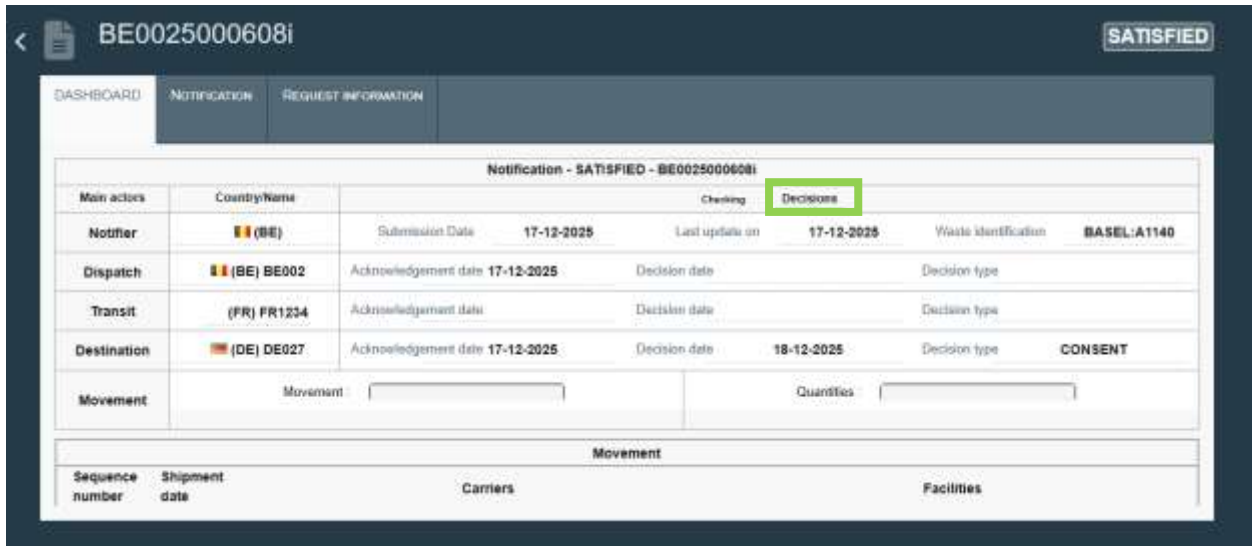 BE0025000608i
SATISFIED
DASHBOARD NOTIFICATION REQUEST INFORMATION
Notification - SATISFIED - BE0025000608i
Main actors Country/Name Checking Decisions
Notifier (BE) Submission Date 17-12-2025 Last update on 17-12-2025 Waste identification BASEL:A1140
Dispatch (BE) BE002 Acknowledgement date 17-12-2025 Decision date Decision type
Transit (FR) FR1234 Acknowledgement date Decision date Decision type
Destination (DE) DE027 Acknowledgement date 17-12-2025 Decision date 18-12-2025 Decision type CONSENT
Movement Movement Quantities
Movement
Sequence number Shipment date Carriers Facilities